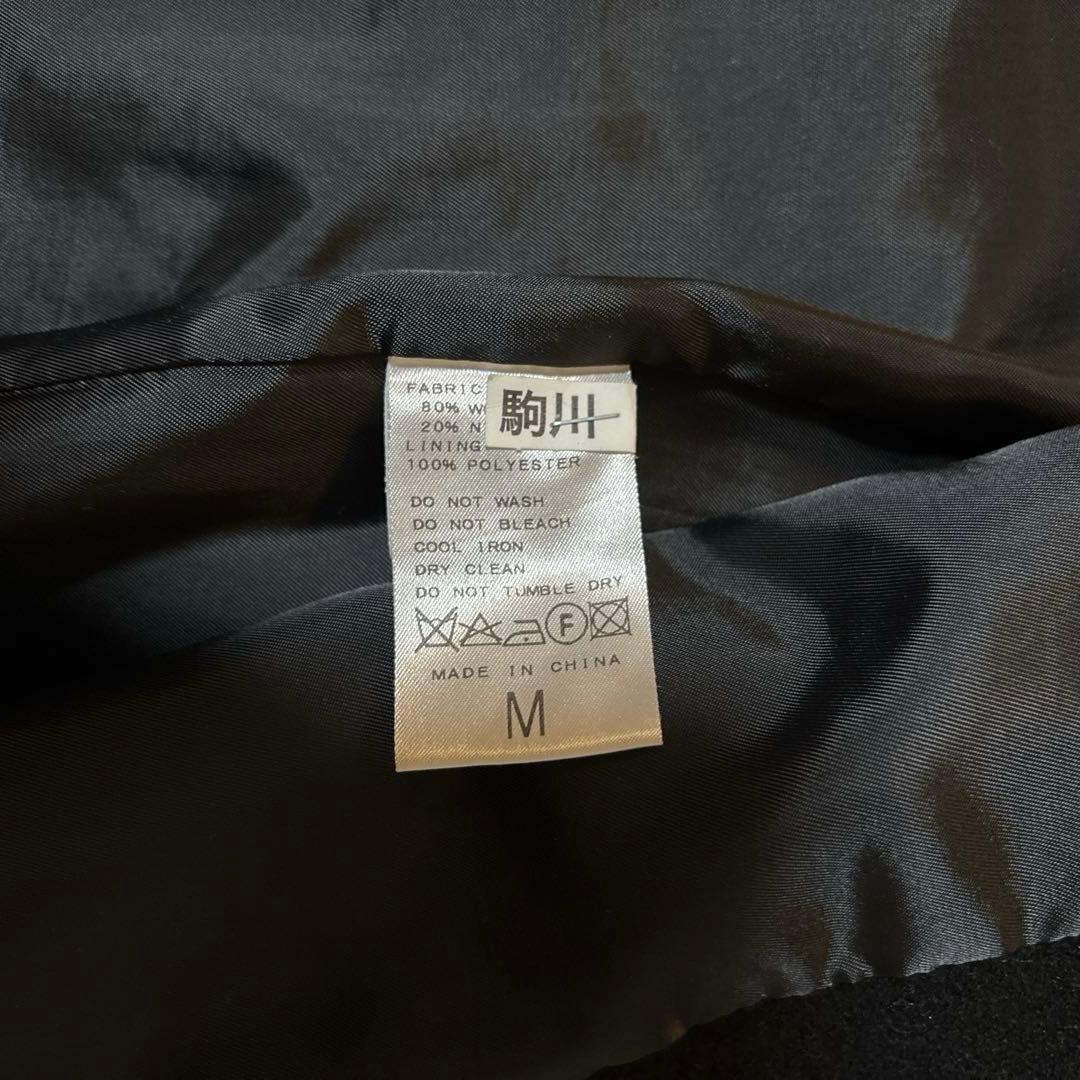 FABRIC
80% W
20% N
駒川
LINING
100% POLYESTER
DO NOT WASH
DO NOT BLEACH
COOL IRON
DRY CLEAN
DO NOT TUMBLE DRY
F
MADE IN CHINA
M